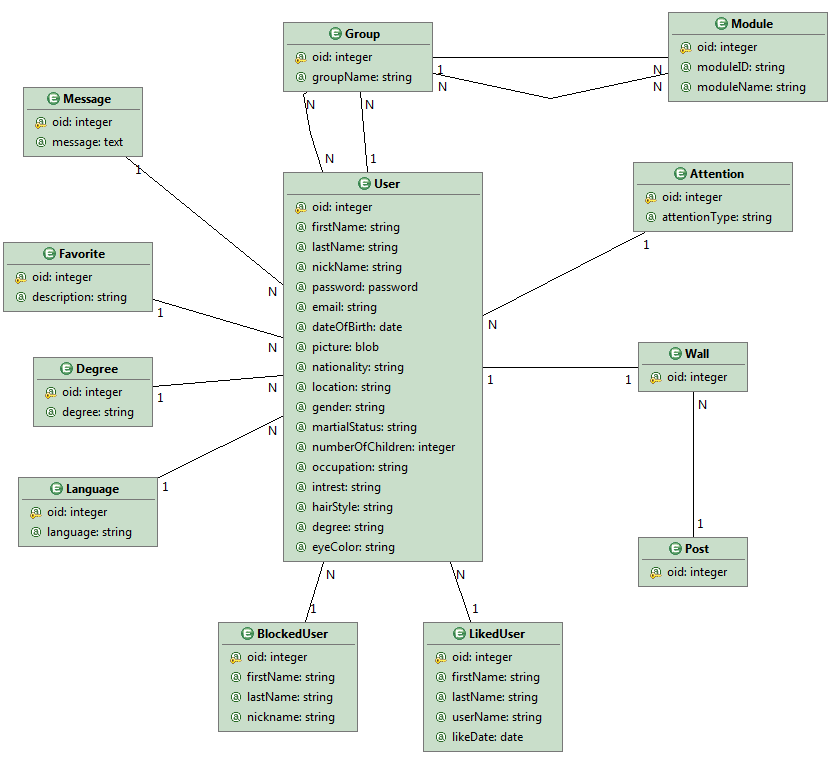 Group
oid: integer
groupName: string
Module
oid: integer
moduleID: string
moduleName: string
1
N
N
N
Message
oid: integer
message: text
1
N
N
N
1
User
oid: integer
firstName: string
lastName: string
nickName: string
password: password
email: string
dateOfBirth: date
picture: blob
nationality: string
location: string
gender: string
martialStatus: string
numberOfChildren: integer
occupation: string
intrest: string
hairStyle: string
degree: string
eyeColor: string
Attention
oid: integer
attentionType: string
1
N
Favorite
oid: integer
description: string
1
N
N
Degree
oid: integer
degree: string
1
N
Wall
oid: integer
1
1
N
1
Language
oid: integer
language: string
1
N
Post
oid: integer
N
1
N
1
BlockedUser
oid: integer
firstName: string
lastName: string
nickname: string
LikedUser
oid: integer
firstName: string
lastName: string
userName: string
likeDate: date